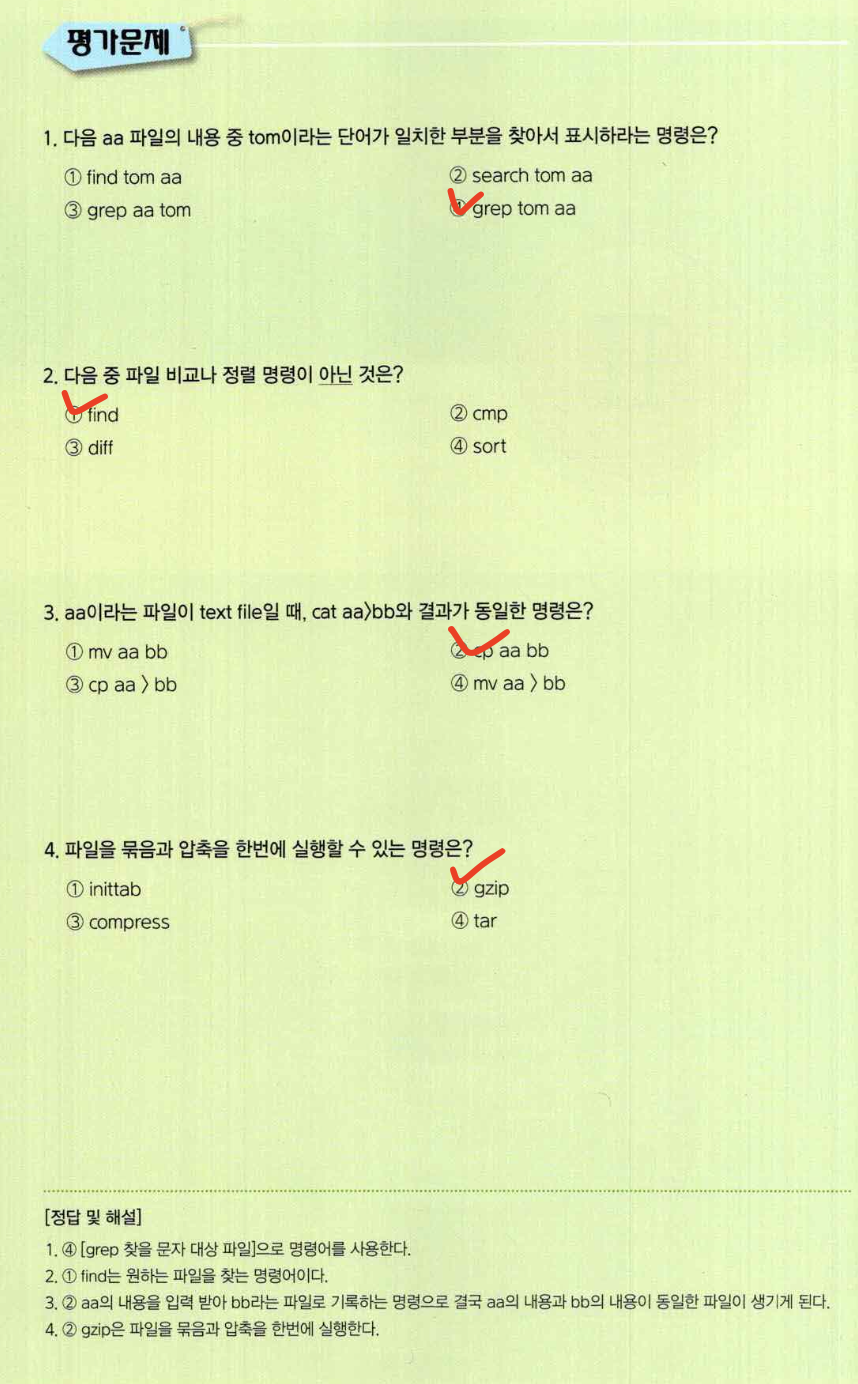 평가문제
1. 다음 aa 파일의 내용 중 tom이라는 단어가 일치한 부분을 찾아서 표시하라는 명령은?
① find tom aa ② search tom aa
③ grep aa tom ④ grep tom aa
2. 다음 중 파일 비교나 정렬 명령이 아닌 것은?
① find ② cmp
③ diff ④ sort
3. aa이라는 파일이 text file일 때, cat aa〉bb와 결과가 동일한 명령은?
① mv aa bb ② cp aa bb
③ cp aa 〉 bb ④ mv aa 〉 bb
4. 파일을 묶음과 압축을 한번에 실행할 수 있는 명령은?
① inittab ② gzip
③ compress ④ tar
[정답 및 해설]
1. ④ [grep 찾을 문자 대상 파일]으로 명령어를 사용한다.
2. ① find는 원하는 파일을 찾는 명령어이다.
3. ② aa의 내용을 입력 받아 bb라는 파일로 기록하는 명령으로 결국 aa의 내용과 bb의 내용이 동일한 파일이 생기게 된다.
4. ② gzip은 파일을 묶음과 압축을 한번에 실행한다.